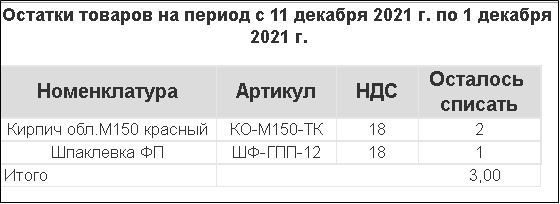 Остатки товаров на период с 11 декабря 2021 г. по 1 декабря
2021 г.
Номенклатура Артикул НДС Осталось списать
Кирпич обл.М150 красный КО-М150-ТК 18 2
Шпаклевка ФП ШФ-ГПП-12 18 1
Итого 3,00